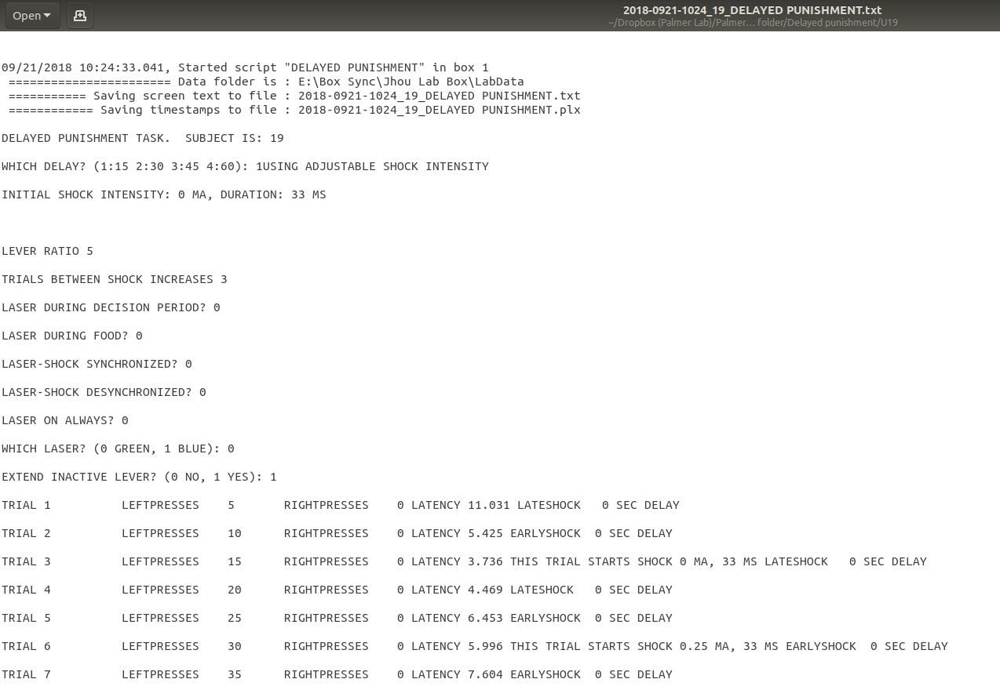 Open
2018-0921-1024_19_DELAYED PUNISHMENT.txt
~/Dropbox (Palmer Lab)/Palmer… folder/Delayed punishment/U19
09/21/2018 10:24:33.041, Started script "DELAYED PUNISHMENT" in box 1
======================= Data folder is : E:\Box Sync\Jhou Lab Box\LabData
=========== Saving screen text to file : 2018-0921-1024_19_DELAYED PUNISHMENT.txt
============ Saving timestamps to file : 2018-0921-1024_19_DELAYED PUNISHMENT.plx
DELAYED PUNISHMENT TASK.  SUBJECT IS: 19
WHICH DELAY? (1:15 2:30 3:45 4:60): 1USING ADJUSTABLE SHOCK INTENSITY
INITIAL SHOCK INTENSITY: 0 MA, DURATION: 33 MS
LEVER RATIO 5
TRIALS BETWEEN SHOCK INCREASES 3
LASER DURING DECISION PERIOD? 0
LASER DURING FOOD? 0
LASER-SHOCK SYNCHRONIZED? 0
LASER-SHOCK DESYNCHRONIZED? 0
LASER ON ALWAYS? 0
WHICH LASER? (0 GREEN, 1 BLUE): 0
EXTEND INACTIVE LEVER? (0 NO, 1 YES): 1
TRIAL 1          LEFTPRESSES    5       RIGHTPRESSES    0 LATENCY 11.031 LATESHOCK   0 SEC DELAY
TRIAL 2          LEFTPRESSES    10      RIGHTPRESSES    0 LATENCY 5.425 EARLYSHOCK  0 SEC DELAY
TRIAL 3          LEFTPRESSES    15      RIGHTPRESSES    0 LATENCY 3.736 THIS TRIAL STARTS SHOCK 0 MA, 33 MS LATESHOCK   0 SEC DELAY
TRIAL 4          LEFTPRESSES    20      RIGHTPRESSES    0 LATENCY 4.469 LATESHOCK   0 SEC DELAY
TRIAL 5          LEFTPRESSES    25      RIGHTPRESSES    0 LATENCY 6.453 EARLYSHOCK  0 SEC DELAY
TRIAL 6          LEFTPRESSES    30      RIGHTPRESSES    0 LATENCY 5.996 THIS TRIAL STARTS SHOCK 0.25 MA, 33 MS EARLYSHOCK  0 SEC DELAY
TRIAL 7          LEFTPRESSES    35      RIGHTPRESSES    0 LATENCY 7.604 EARLYSHOCK  0 SEC DELAY